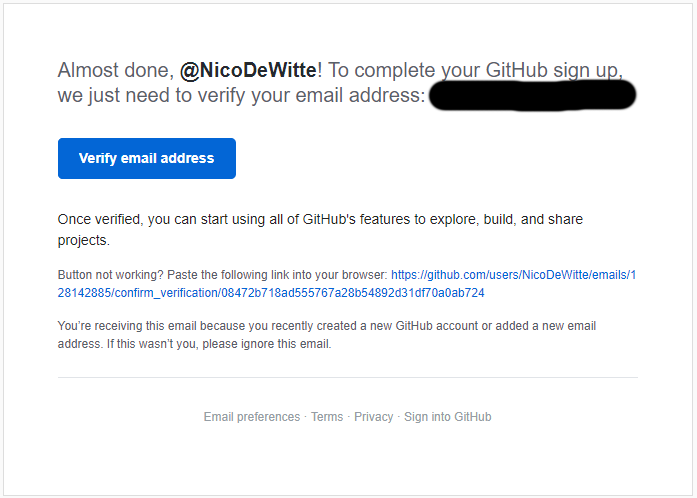 Almost done, @NicoDeWitte! To complete your GitHub sign up,
we just need to verify your email address:
Verify email address
Once verified, you can start using all of GitHub's features to explore, build, and share
projects.
Button not working? Paste the following link into your browser: https://github.com/users/NicoDeWitte/emails/1
28142885/confirm_verification/08472b718ad555767a28b54892d31df70a0ab724
You’re receiving this email because you recently created a new GitHub account or added a new email
address. If this wasn’t you, please ignore this email.
Email preferences · Terms · Privacy · Sign into GitHub